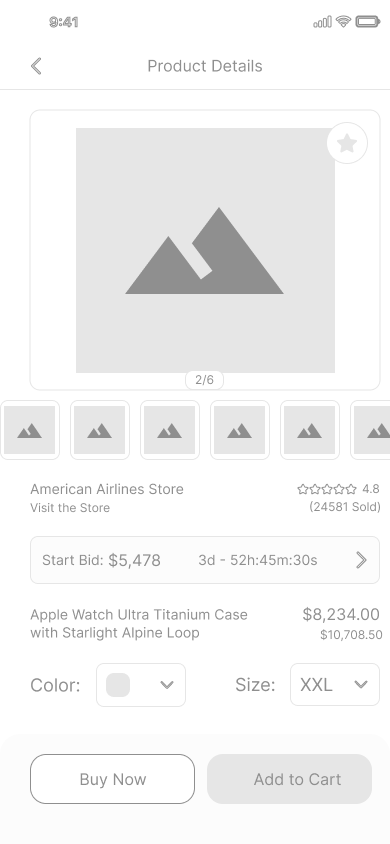 9:41
Product Details
2/6
American Airlines Store
4.8
Visit the Store
(24581 Sold)
Start Bid: $5,478
3d - 52h:45m:30s
Apple Watch Ultra Titanium Case
with Starlight Alpine Loop
$8,234.00
$10,708.50
Color:
Size:
XXL
Buy Now
Add to Cart